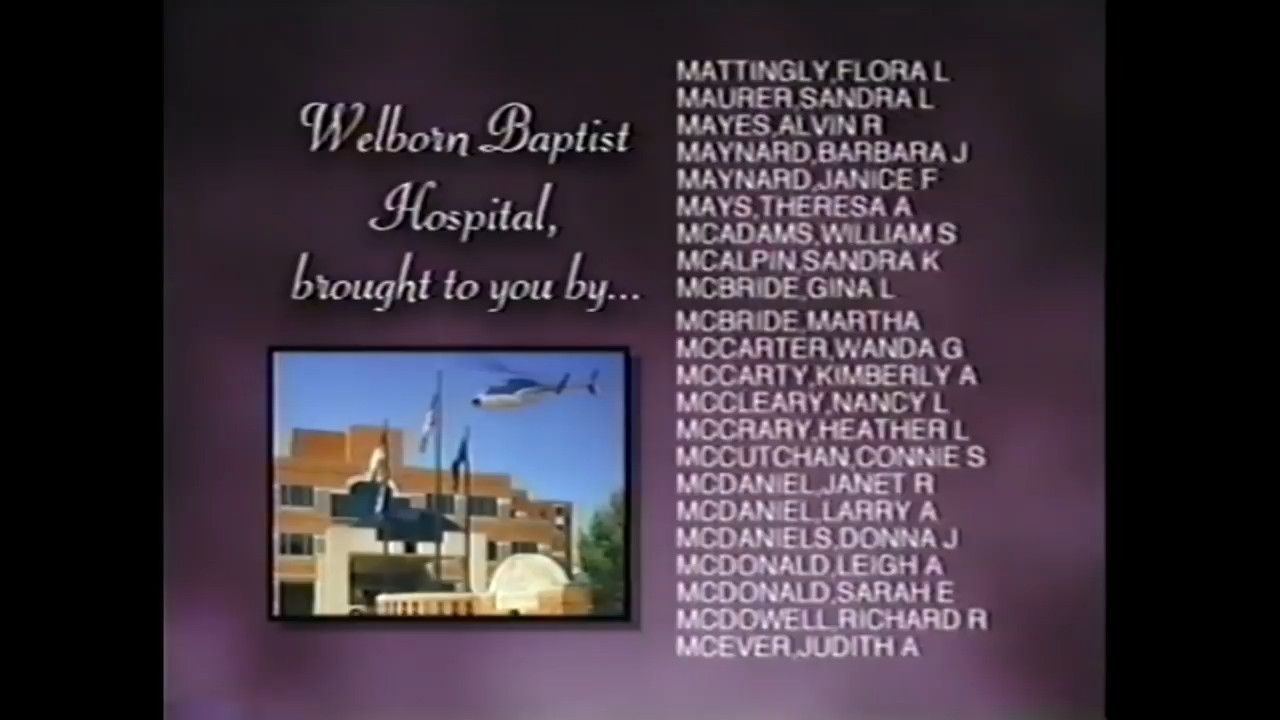 Welborn Baptist
Hospital,
brought to you by...
MATTINGLY,FLORA L
MAURER,SANDRA L
MAYES,ALVIN R
MAYNARD,BARBARA J
MAYNARD,JANICE F
MAYS,THERESA A
MCADAMS,WILLIAM S
MCALPIN,SANDRA K
MCBRIDE,GINA L
MCBRIDE,MARTHA
MCCARTER,WANDA G
MCCARTY,KIMBERLY A
MCCLEARY,NANCY L
MCCRARY,HEATHER L
MCCUTCHAN,CONNIE S
MCDANIEL,JANET R
MCDANIEL,LARRY A
MCDANIELS,DONNA J
MCDONALD,LEIGH A
MCDONALD,SARAH E
MCDOWELL,RICHARD R
MCEVER,JUDITH A